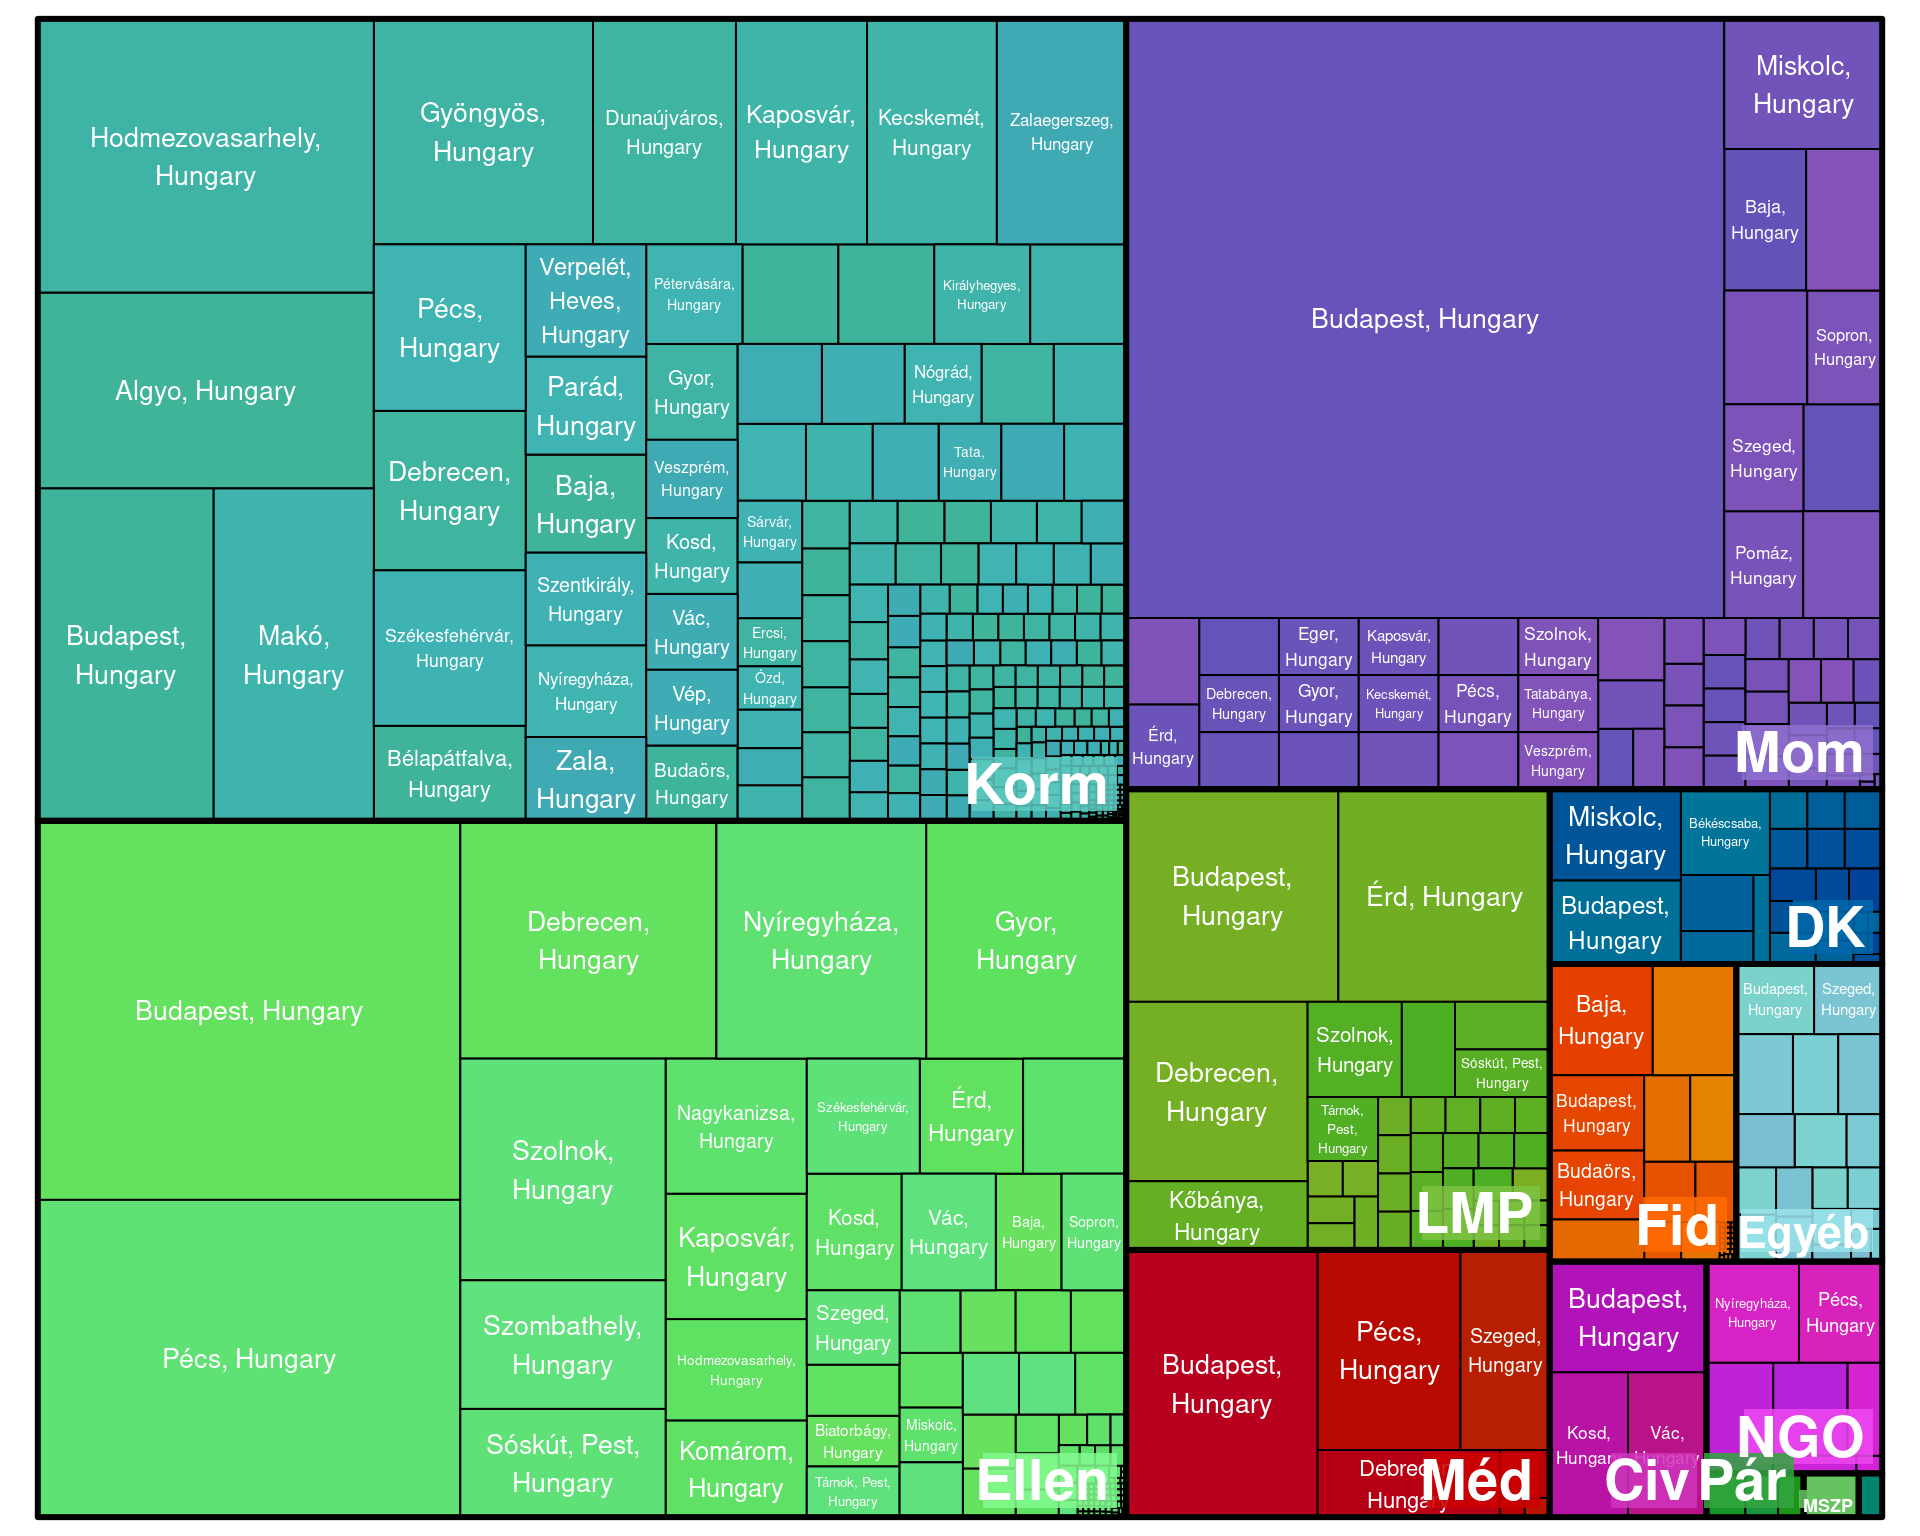 Hodmezovasarhely,
Hungary
Gyöngyös,
Hungary
Dunaújváros,
Hungary
Kaposvár,
Hungary
Kecskemét,
Hungary
Zalaegerszeg,
Hungary
Algyo, Hungary
Budapest,
Hungary
Makó,
Hungary
Pécs,
Hungary
Debrecen,
Hungary
Székesfehérvár,
Hungary
Bélapátfalva,
Hungary
Verpelét,
Heves,
Hungary
Parád,
Hungary
Baja,
Hungary
Szentkirály,
Hungary
Nyíregyháza,
Hungary
Zala,
Hungary
Pétervására,
Hungary
Gyor,
Hungary
Veszprém,
Hungary
Kosd,
Hungary
Vác,
Hungary
Vép,
Hungary
Budaörs,
Hungary
Királyhegyes,
Hungary
Nógrád,
Hungary
Tata,
Hungary
Sárvár,
Hungary
Ercsi,
Hungary
Ózd,
Hungary
Korm
Budapest, Hungary
Miskolc,
Hungary
Baja,
Hungary
Sopron,
Hungary
Szeged,
Hungary
Pomáz,
Hungary
Érd,
Hungary
Debrecen,
Hungary
Eger,
Hungary
Gyor,
Hungary
Kaposvár,
Hungary
Kecskemét,
Hungary
Pécs,
Hungary
Szolnok,
Hungary
Tatabánya,
Hungary
Veszprém,
Hungary
Mom
Budapest, Hungary
Pécs, Hungary
Debrecen,
Hungary
Nyíregyháza,
Hungary
Gyor,
Hungary
Szolnok,
Hungary
Szombathely,
Hungary
Sóskút, Pest,
Hungary
Nagykanizsa,
Hungary
Kaposvár,
Hungary
Hodmezovasarhely,
Hungary
Komárom,
Hungary
Székesfehérvár,
Hungary
Érd,
Hungary
Kosd,
Hungary
Vác,
Hungary
Baja,
Hungary
Sopron,
Hungary
Szeged,
Hungary
Biatorbágy,
Hungary
Tárnok, Pest,
Hungary
Miskolc,
Hungary
Ellen
Budapest,
Hungary
Érd, Hungary
Debrecen,
Hungary
Kőbánya,
Hungary
Szolnok,
Hungary
Sóskút, Pest,
Hungary
Tárnok,
Pest,
Hungary
LMP
Miskolc,
Hungary
Budapest,
Hungary
Békéscsaba,
Hungary
DK
Baja,
Hungary
Budapest,
Hungary
Budaörs,
Hungary
Fid
Budapest,
Hungary
Szeged,
Hungary
Egyéb
Budapest,
Hungary
Pécs,
Hungary
Szeged,
Hungary
Debrecen,
Hungary
Méd
Budapest,
Hungary
Kosd,
Hungary
Vác,
Hungary
Civ
Nyíregyháza,
Hungary
Pécs,
Hungary
NGO
Pár
MSZP